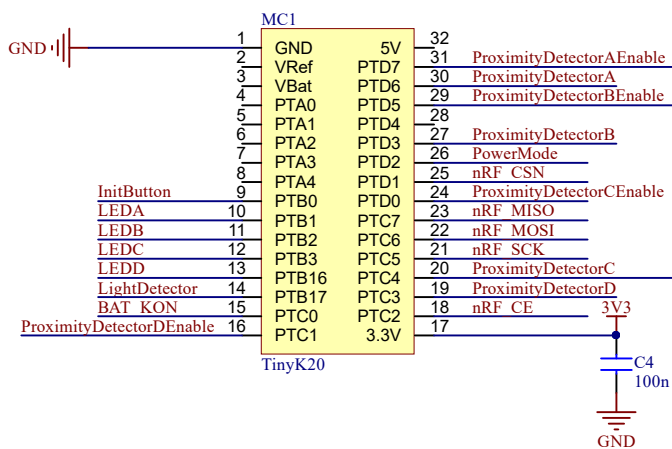 MC1
GND 1 GND 5V 32
2 VRef PTD7 31 ProximityDetectorAEnable
3 VBat PTD6 30 ProximityDetectorA
4 PTA0 PTD5 29 ProximityDetectorBEnable
5 PTA1 PTD4 28
6 PTA2 PTD3 27 ProximityDetectorB
7 PTA3 PTD2 26 PowerMode
8 PTA4 PTD1 25 nRF_CSN
InitButton 9 PTB0 PTD0 24 ProximityDetectorCEnable
LEDA 10 PTB1 PTC7 23 nRF_MISO
LEDB 11 PTB2 PTC6 22 nRF_MOSI
LEDC 12 PTB3 PTC5 21 nRF_SCK
LEDD 13 PTB16 PTC4 20 ProximityDetectorC
LightDetector 14 PTB17 PTC3 19 ProximityDetectorD
BAT_KON 15 PTC0 PTC2 18 nRF_CE
ProximityDetectorDEnable 16 PTC1 3.3V 17
3V3
TinyK20
C4
100n
GND